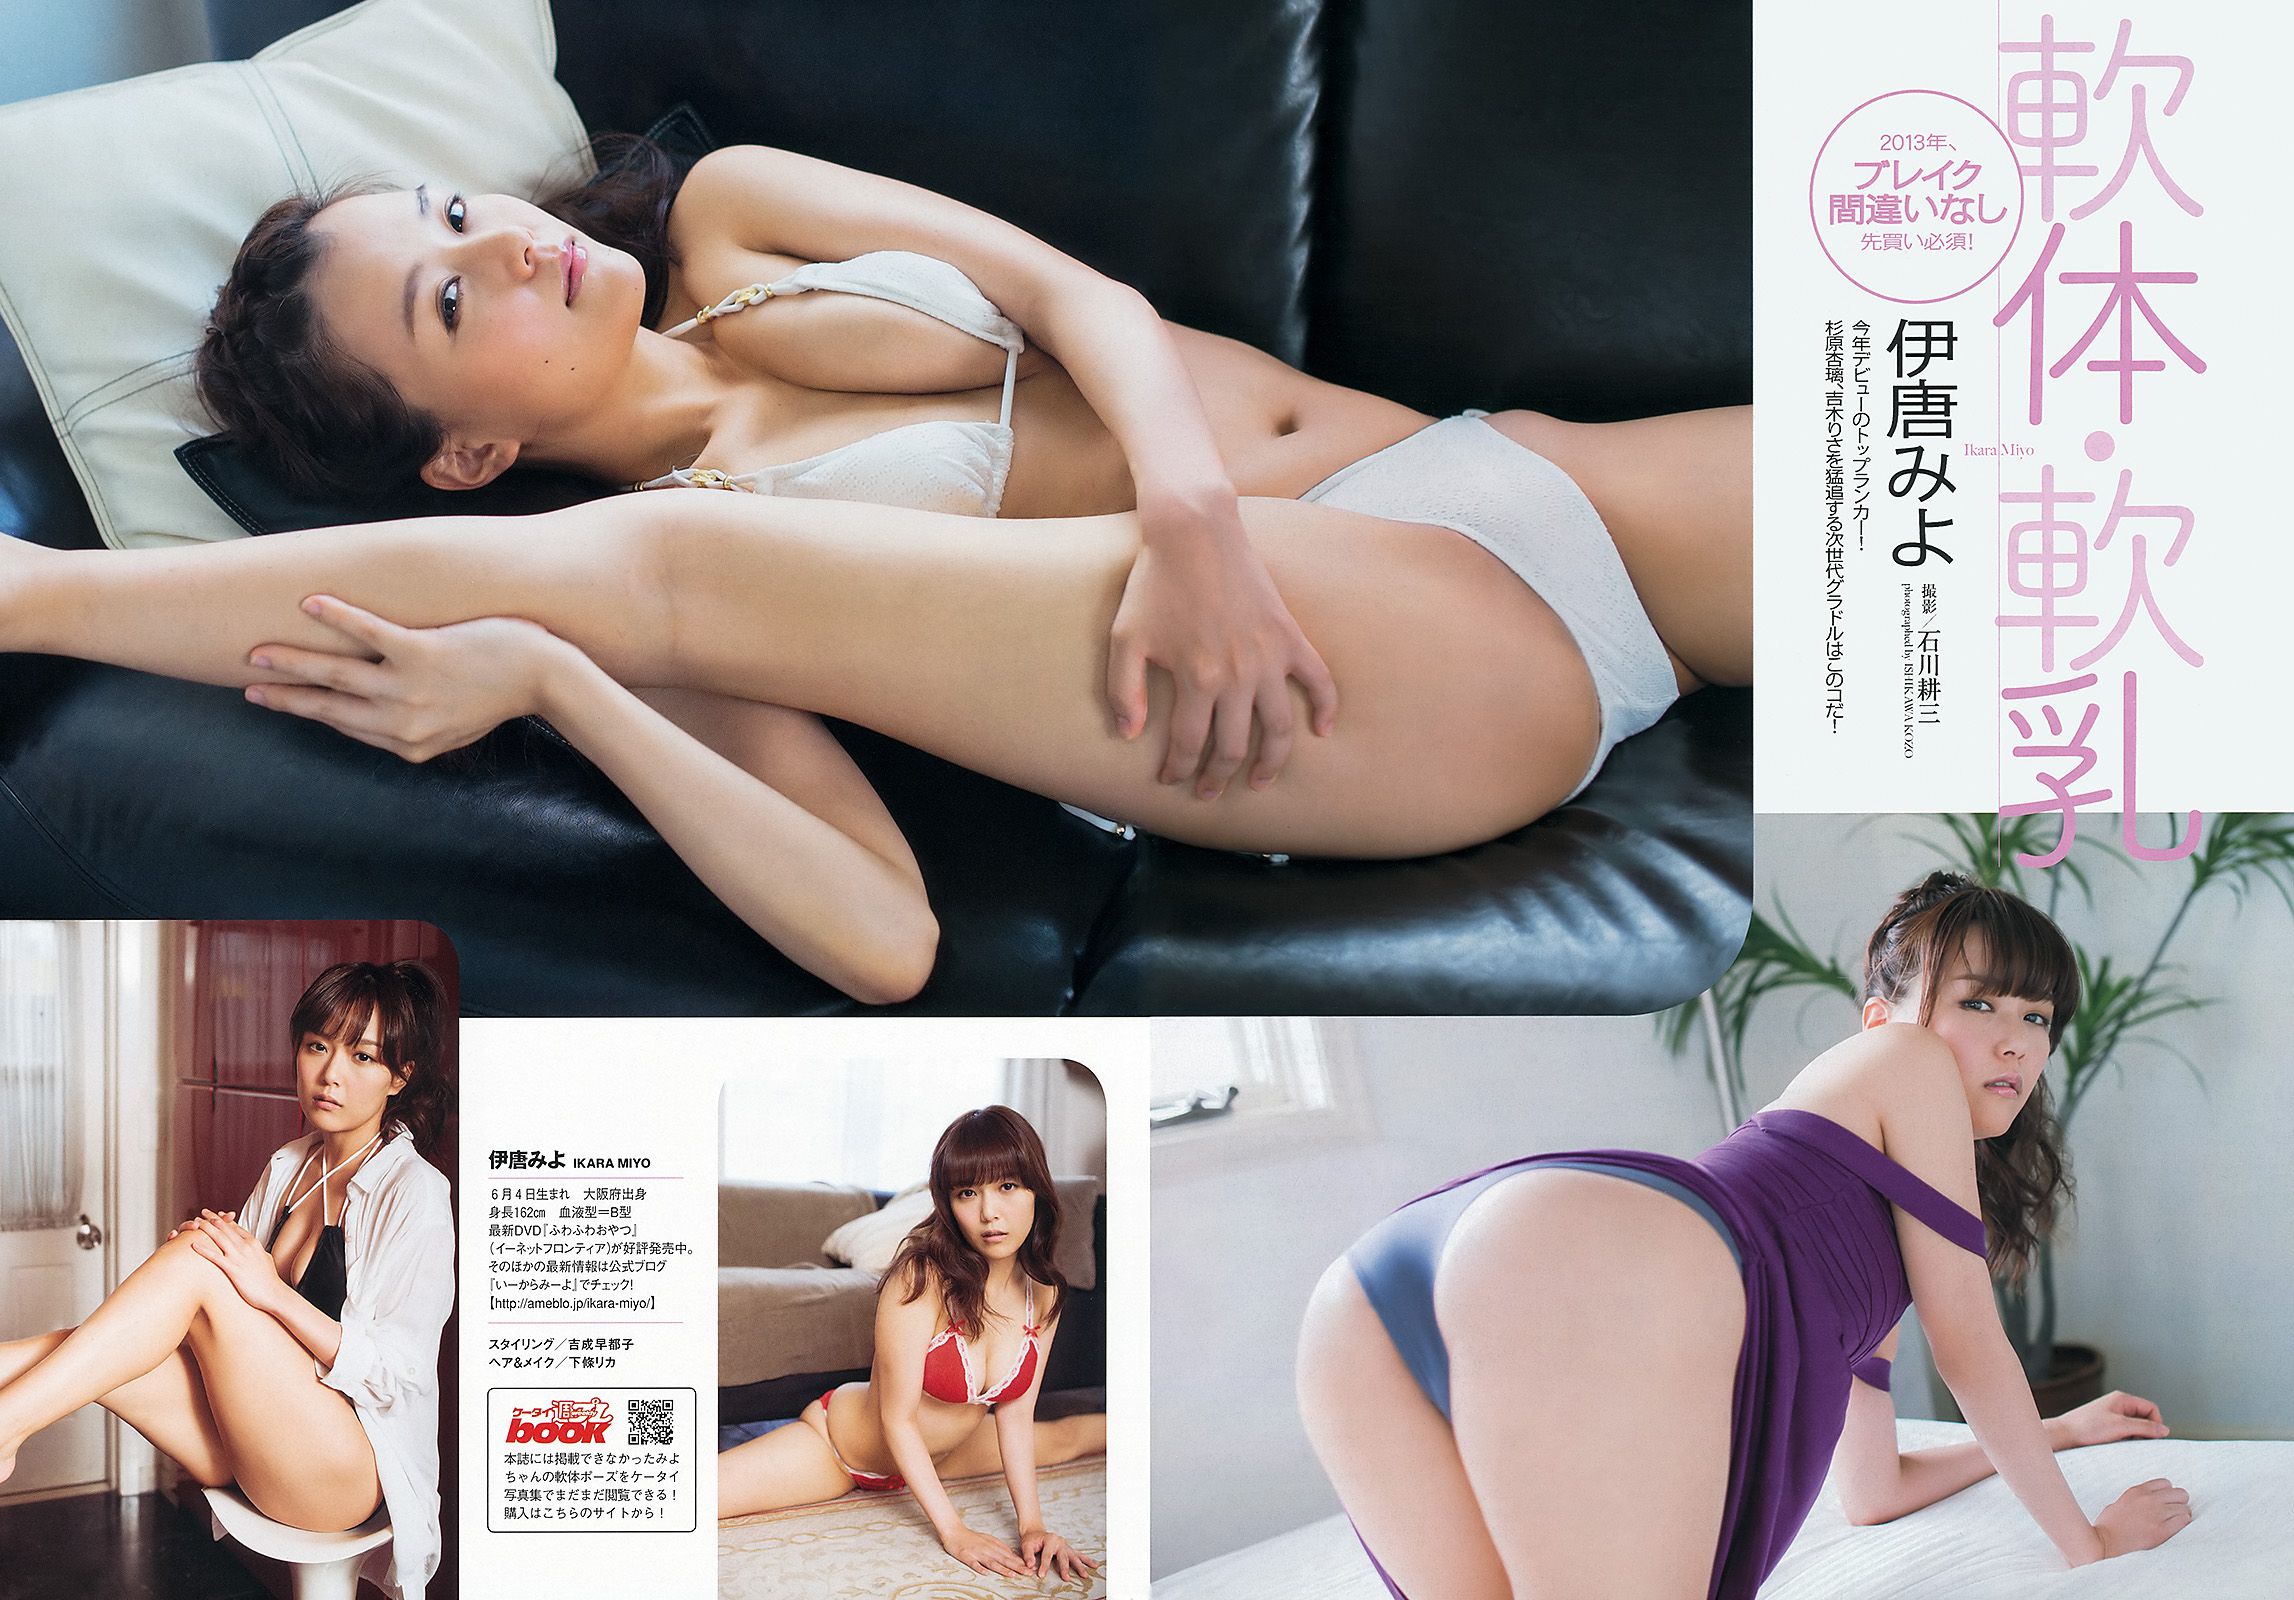 軟体・軟乳
2013年、
ブレイク
間違いなし
先買い必須！
伊唐みよ
Ikara Miyo
撮影／石川耕三
photographed by ISHIKAWA KOZO
今年デビューのトップランカー！
杉原杏璃、吉木りさを猛追する次世代グラドルはこのコだ！
伊唐みよ IKARA MIYO
6月4日生まれ　大阪府出身
身長162㎝　血液型＝B型
最新DVD『ふわふわおやつ』
（イーネットフロンティア）が好評発売中。
そのほかの最新情報は公式ブログ
『いーからみーよ』でチェック！
【http://ameblo.jp/ikara-miyo/】
スタイリング／吉成早都子
ヘア&メイク／下條リカ
ケータイ週プレ
book
本誌には掲載できなかったみよ
ちゃんの軟体ポーズをケータイ
写真集でまだまだ閲覧できる！
購入はこちらのサイトから！